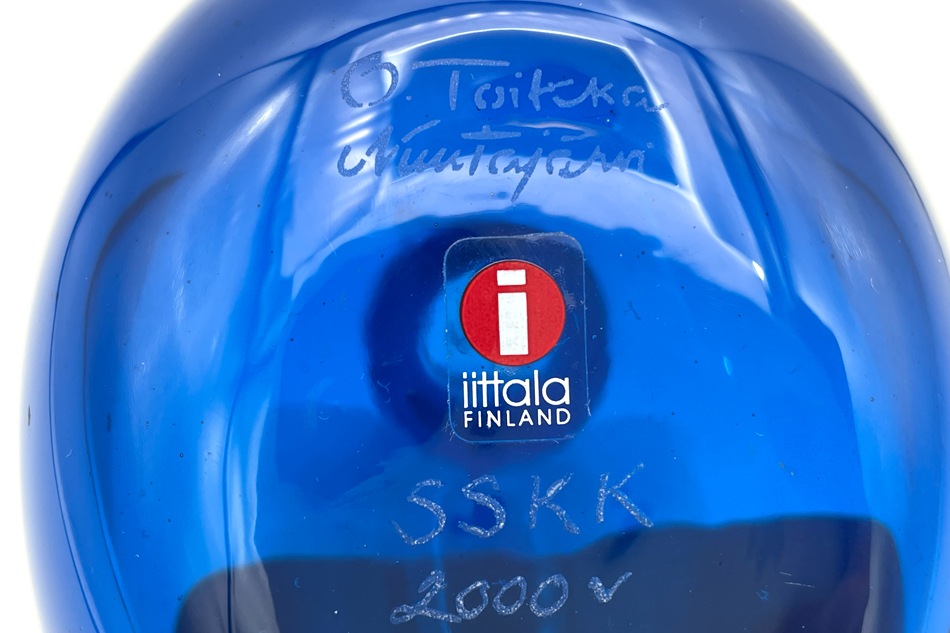 O. Toikka
Nuutajärvi
i
iittala
FINLAND
SSKK
2000 v